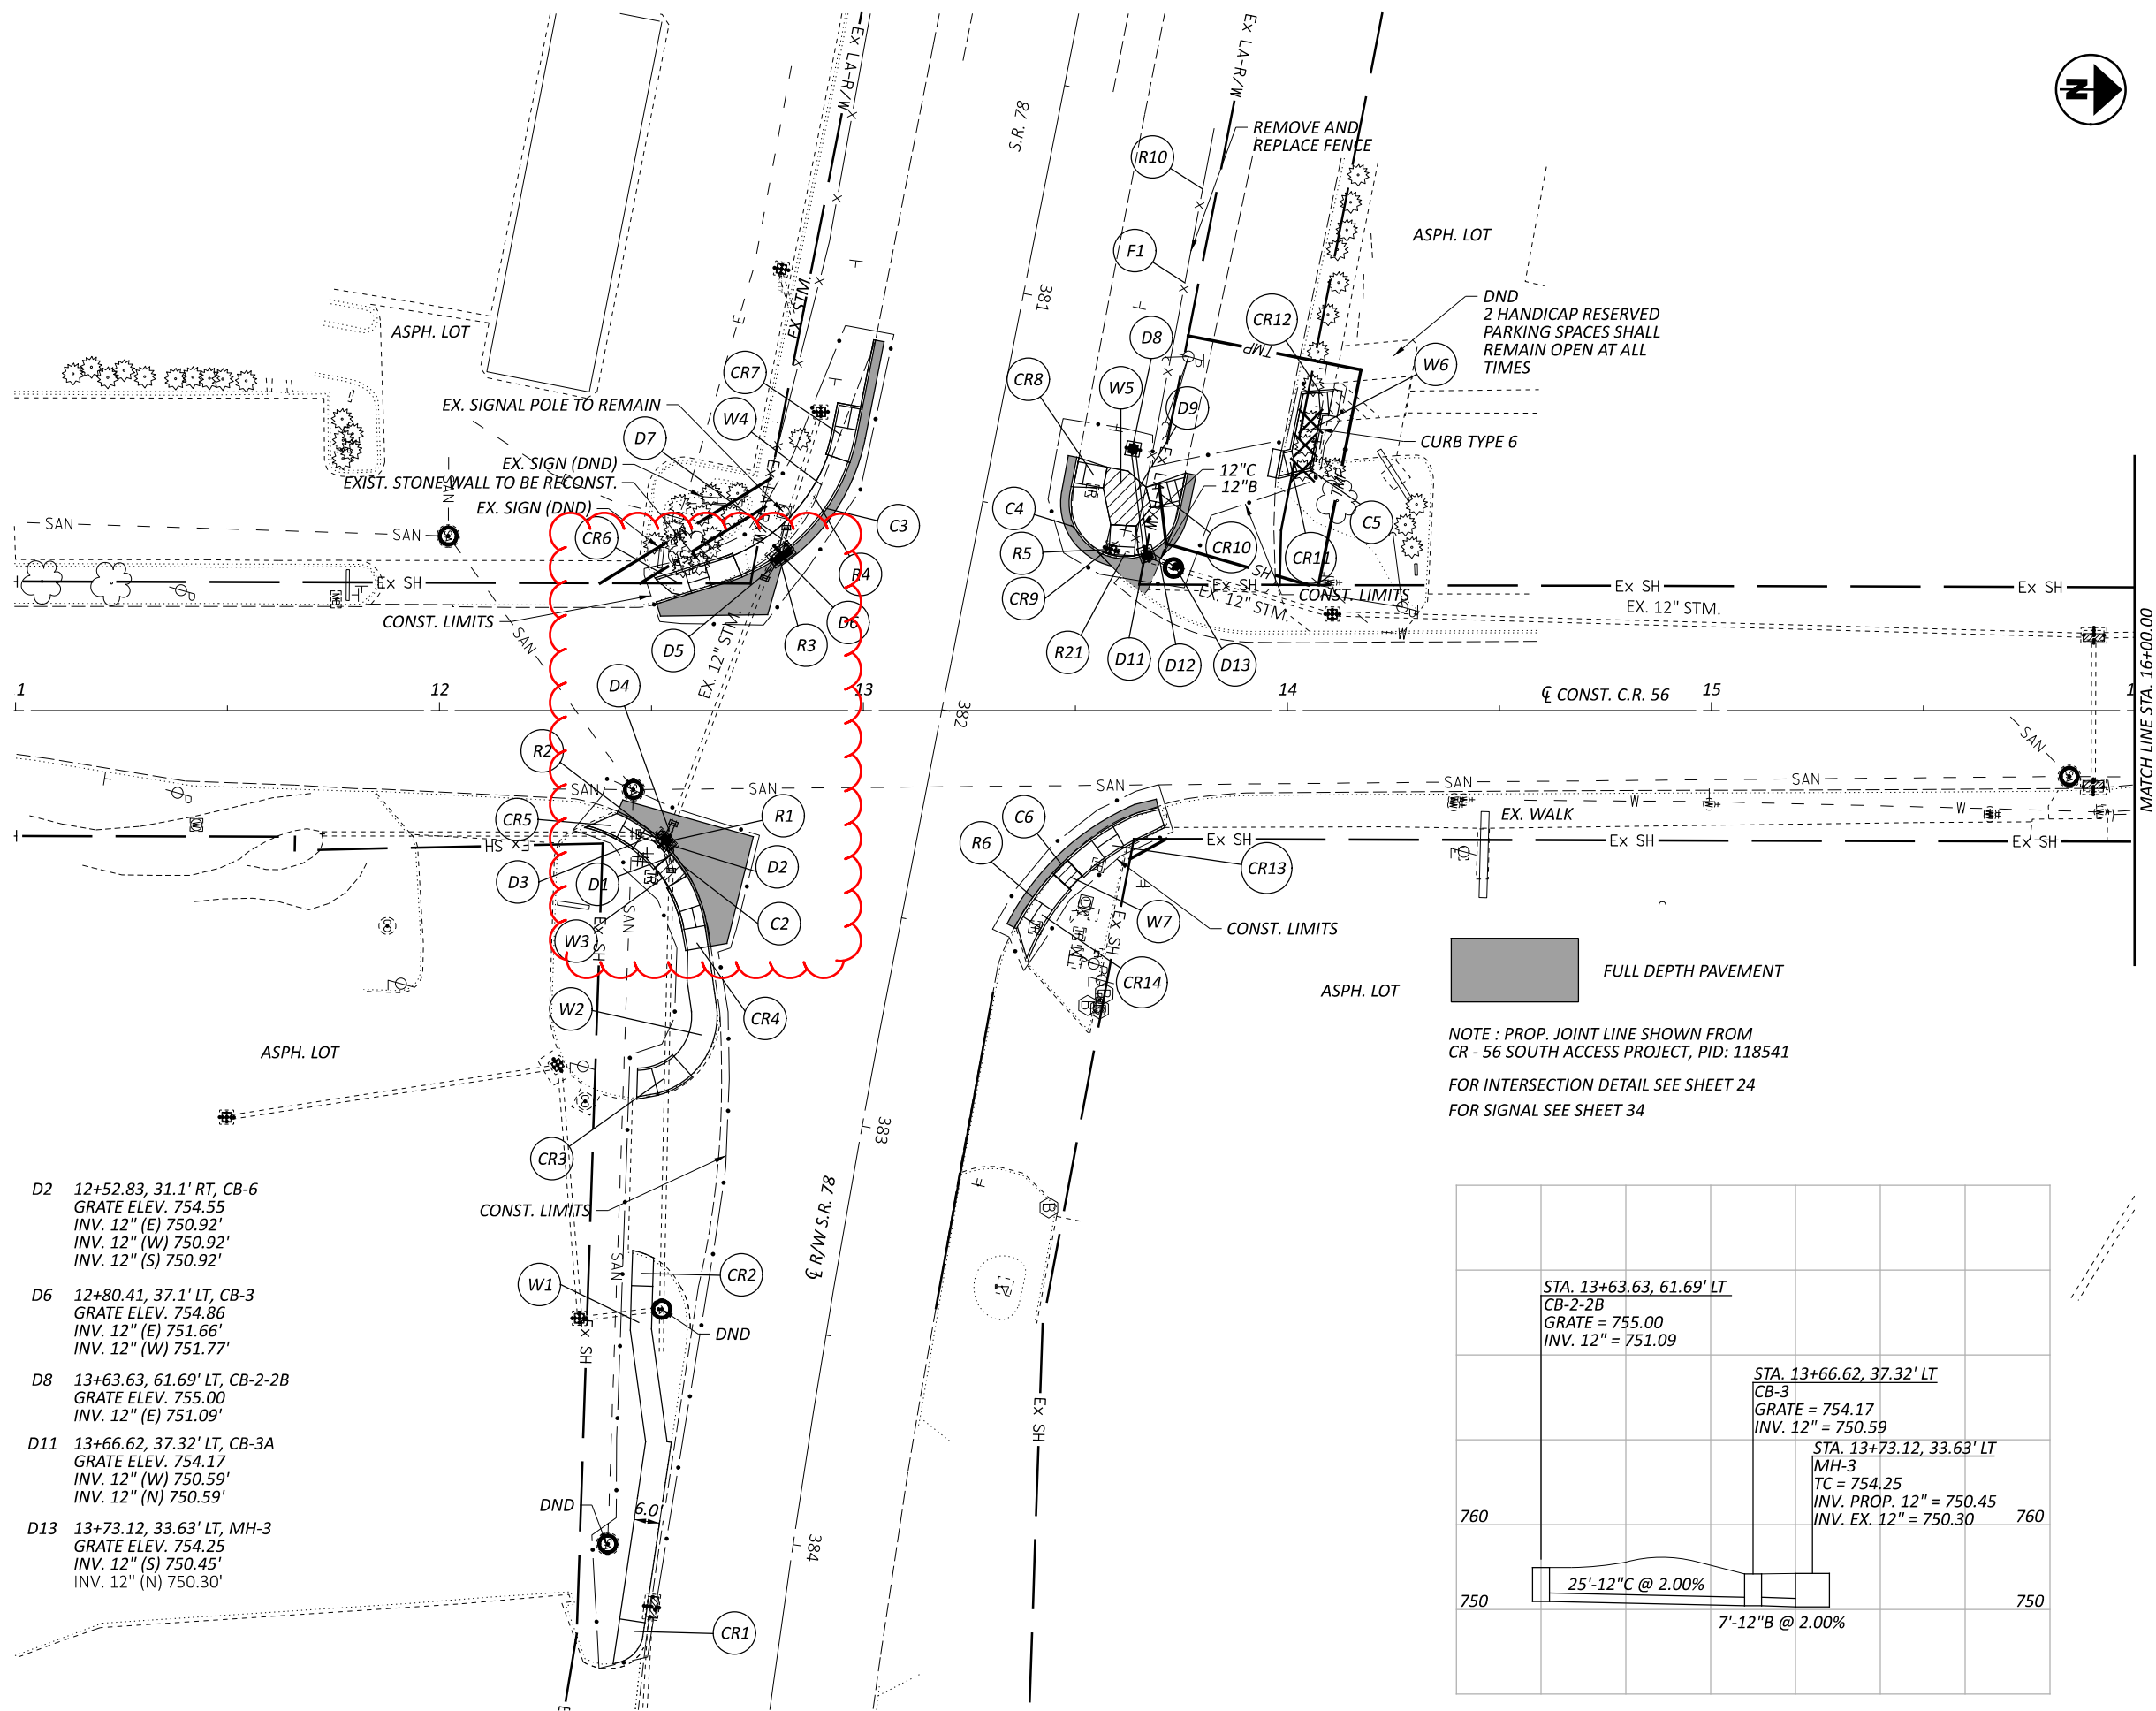 N
Ex LA-R/W
Ex LA-R/W
S.R. 78
R10
REMOVE AND
REPLACE FENCE
F1
ASPH. LOT
ASPH. LOT
E
EX. STM.
381
CR12
DND
2 HANDICAP RESERVED
PARKING SPACES SHALL
REMAIN OPEN AT ALL
TIMES
D8
TMP
CR7
CR8
W5
W6
D9
EX. SIGNAL POLE TO REMAIN
W4
D7
CURB TYPE 6
EX. SIGN (DND)
EXIST. STONE WALL TO BE RECONST.
EX. SIGN (DND)
12"C
12"B
SAN
SAN
SAN
CR6
C3
C4
C5
R4
R5
CR10
CR11
CR9
SH
Ex SH
Ex SH
Ex SH
Ex SH
CONST. LIMITS
CONST. LIMITS
EX. 12" STM.
EX. 12" STM.
EX. 12" STM.
D6
SAN
D5
R3
R21
D11
D12
D13
D4
MATCH LINE STA. 16+00.00
1
12
13
14
15
1
382
℄ CONST. C.R. 56
R2
SAN
SAN
SAN
SAN
SAN
SAN
W
W
CR5
R1
C6
EX. WALK
R6
Ex SH
Ex SH
Ex SH
Ex SH
D3
D1
D2
CR13
C2
W3
Ex SH
SAN
W7
Ex SH
CONST. LIMITS
CR14
FULL DEPTH PAVEMENT
ASPH. LOT
W2
CR4
NOTE : PROP. JOINT LINE SHOWN FROM
CR - 56 SOUTH ACCESS PROJECT, PID: 118541
FOR INTERSECTION DETAIL SEE SHEET 24
FOR SIGNAL SEE SHEET 34
ASPH. LOT
383
CR3
CONST. LIMITS
℄ R/W S.R. 78
SAN
CR2
W1
DND
Ex SH
Ex SH
DND
6.0'
384
CR1
D2 12+52.83, 31.1' RT, CB-6
GRATE ELEV. 754.55
INV. 12" (E) 750.92'
INV. 12" (W) 750.92'
INV. 12" (S) 750.92'
D6 12+80.41, 37.1' LT, CB-3
GRATE ELEV. 754.86
INV. 12" (E) 751.66'
INV. 12" (W) 751.77'
D8 13+63.63, 61.69' LT, CB-2-2B
GRATE ELEV. 755.00
INV. 12" (E) 751.09'
D11 13+66.62, 37.32' LT, CB-3A
GRATE ELEV. 754.17
INV. 12" (W) 750.59'
INV. 12" (N) 750.59'
D13 13+73.12, 33.63' LT, MH-3
GRATE ELEV. 754.25
INV. 12" (S) 750.45'
INV. 12" (N) 750.30'
STA. 13+63.63, 61.69' LT
CB-2-2B
GRATE = 755.00
INV. 12" = 751.09
STA. 13+66.62, 37.32' LT
CB-3
GRATE = 754.17
INV. 12" = 750.59
STA. 13+73.12, 33.63' LT
MH-3
TC = 754.25
INV. PROP. 12" = 750.45
INV. EX. 12" = 750.30
760
760
25'-12"C @ 2.00%
750
750
7'-12"B @ 2.00%